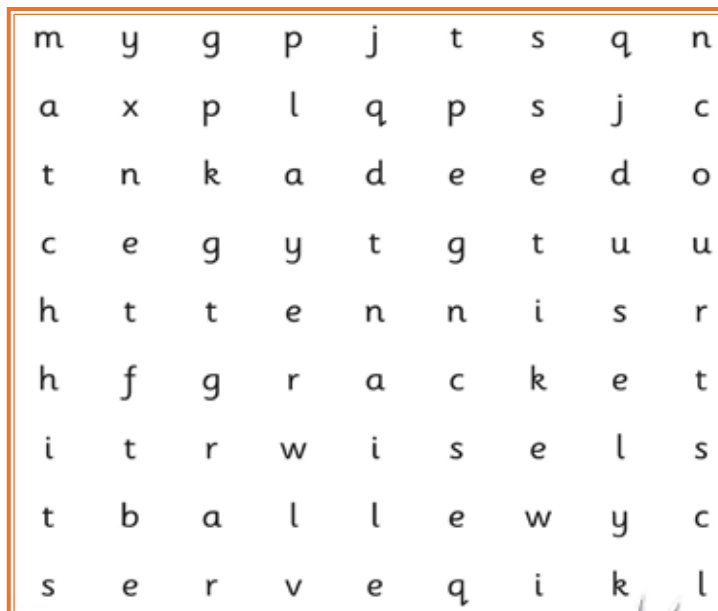 m y g p j t s q n
a x p l q p s j c
t n k a d e e d o
c e g y t g t u u
h t t e n n i s r
h f g r a c k e t
i t r w i s e l s
t b a l l e w y c
s e r v e q i k l